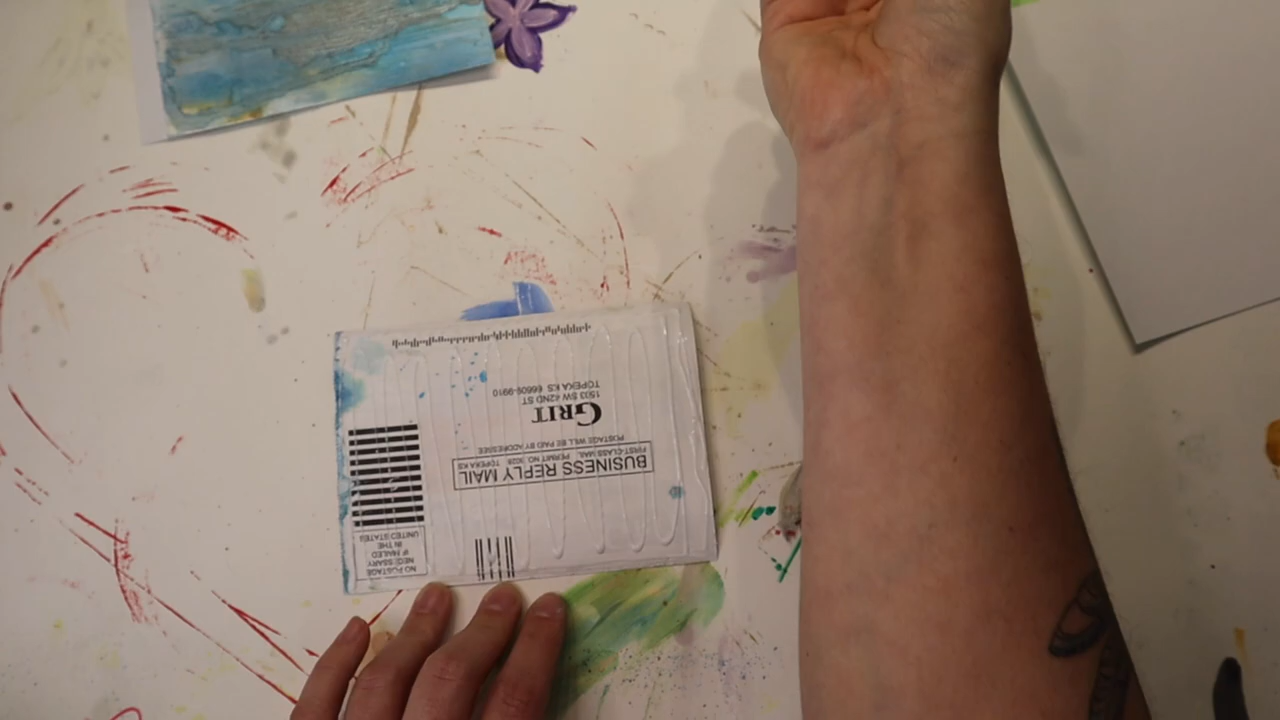 NO POSTAGE
NECESSARY
IF MAILED
IN THE
UNITED STATES
BUSINESS REPLY MAIL
FIRST-CLASS MAIL PERMIT NO. 3028 TOPEKA KS
POSTAGE WILL BE PAID BY ADDRESSEE
GRIT
1503 SW 42ND ST
TOPEKA KS 66609-9910